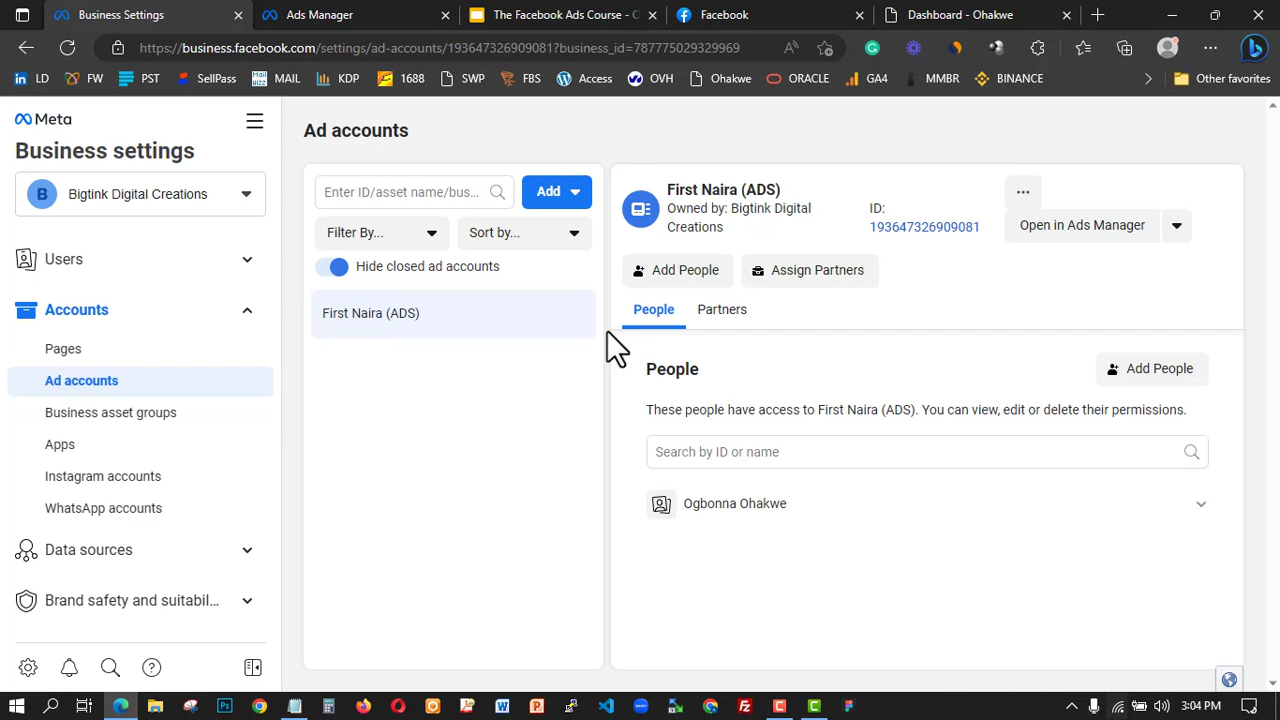 Business Settings
Ads Manager
The Facebook Ads Course - O
Facebook
Dashboard - Ohakwe
https://business.facebook.com/settings/ad-accounts/193647326909081?business_id=787775029329969
LD
FW
PST
SellPass
MAIL
KDP
1688
SWP
FBS
Access
OVH
Ohakwe
ORACLE
GA4
MMBR
BINANCE
Other favorites
Meta
Business settings
B
Bigtink Digital Creations
Users
Accounts
Pages
Ad accounts
Business asset groups
Apps
Instagram accounts
WhatsApp accounts
Data sources
Brand safety and suitabil...
Ad accounts
Enter ID/asset name/bus...
Add
Filter By...
Sort by...
Hide closed ad accounts
First Naira (ADS)
First Naira (ADS)
Owned by: Bigtink Digital
Creations
ID:
193647326909081
...
Open in Ads Manager
Add People
Assign Partners
People
Partners
People
Add People
These people have access to First Naira (ADS). You can view, edit or delete their permissions.
Search by ID or name
Ogbonna Ohakwe
3:04 PM